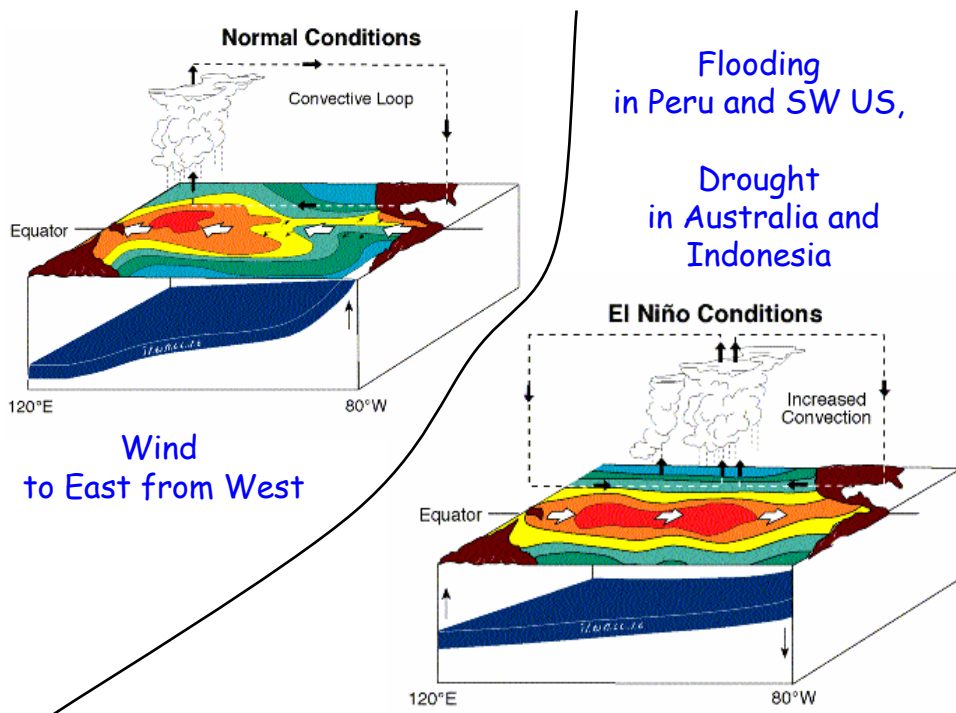 Normal Conditions
Convective Loop
Equator
120°E
80°W
Wind
to East from West
Flooding
in Peru and SW US,
Drought
in Australia and
Indonesia
El Niño Conditions
Increased
Convection
Equator
120°E
80°W